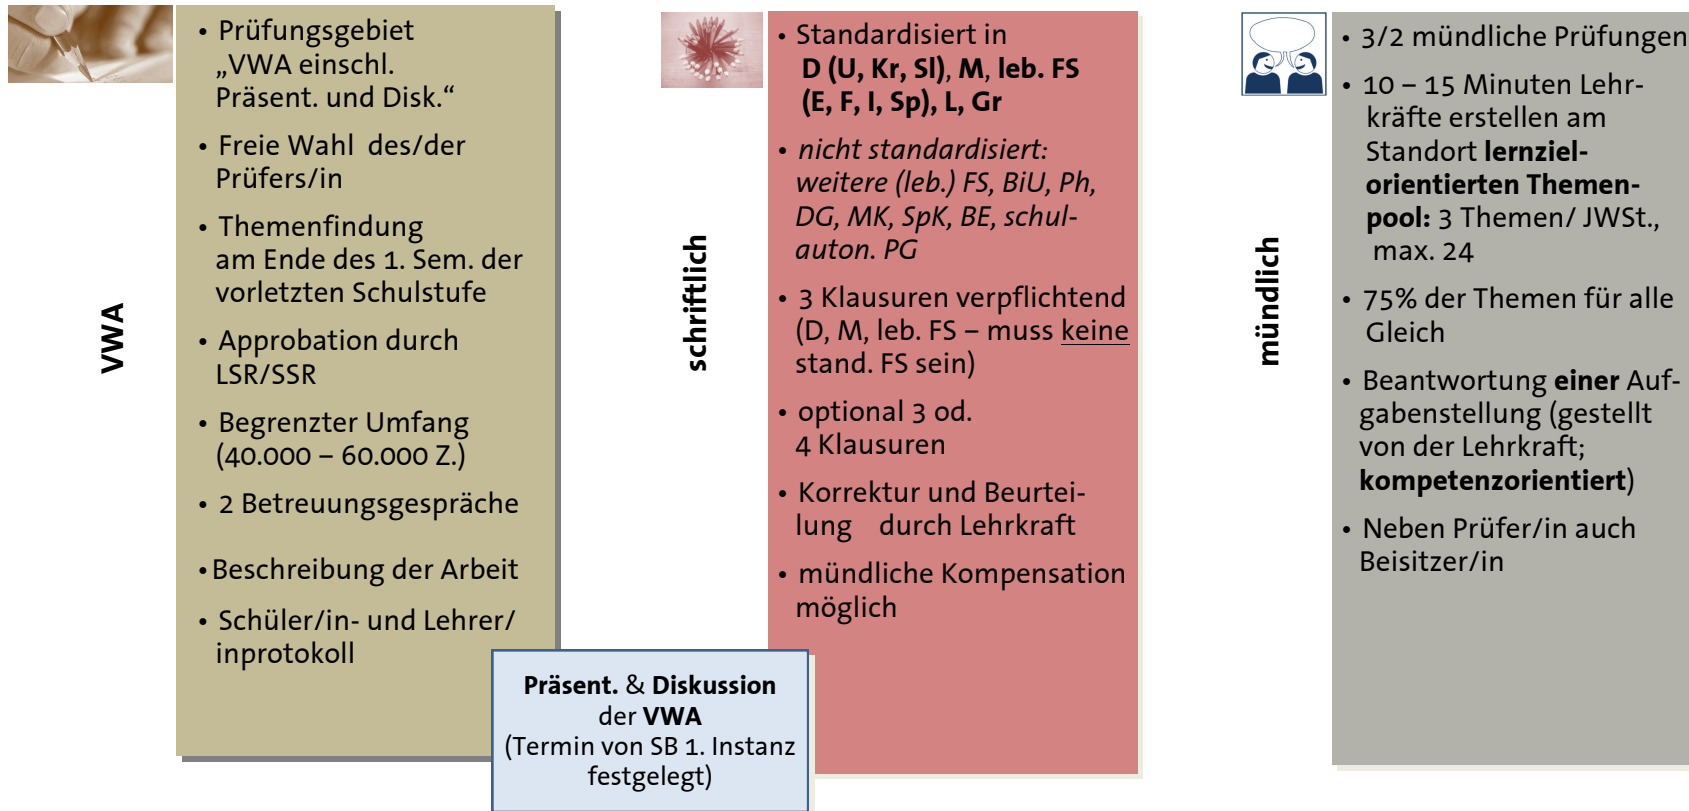 VWA
• Prüfungsgebiet
„VWA einschl.
Präsent. und Disk.“
• Freie Wahl des/der
Prüfers/in
• Themenfindung
am Ende des 1. Sem. der
vorletzten Schulstufe
• Approbation durch
LSR/SSR
• Begrenzter Umfang
(40.000 – 60.000 Z.)
• 2 Betreuungsgespräche
• Beschreibung der Arbeit
• Schüler/in- und Lehrer/
inprotokoll
Präsent. & Diskussion
der VWA
(Termin von SB 1. Instanz
festgelegt)
schriftlich
• Standardisiert in
D (U, Kr, Sl), M, leb. FS
(E, F, I, Sp), L, Gr
• nicht standardisiert:
weitere (leb.) FS, BiU, Ph,
DG, MK, SpK, BE, schul-
auton. PG
• 3 Klausuren verpflichtend
(D, M, leb. FS – muss keine
stand. FS sein)
• optional 3 od.
4 Klausuren
• Korrektur und Beurtei-
lung durch Lehrkraft
• mündliche Kompensation
möglich
mündlich
• 3/2 mündliche Prüfungen
• 10 – 15 Minuten Lehr-
kräfte erstellen am
Standort lernziel-
orientierten Themen-
pool: 3 Themen/ JWSt.,
max. 24
• 75% der Themen für alle
Gleich
• Beantwortung einer Auf-
gabenstellung (gestellt
von der Lehrkraft;
kompetenzorientiert)
• Neben Prüfer/in auch
Beisitzer/in